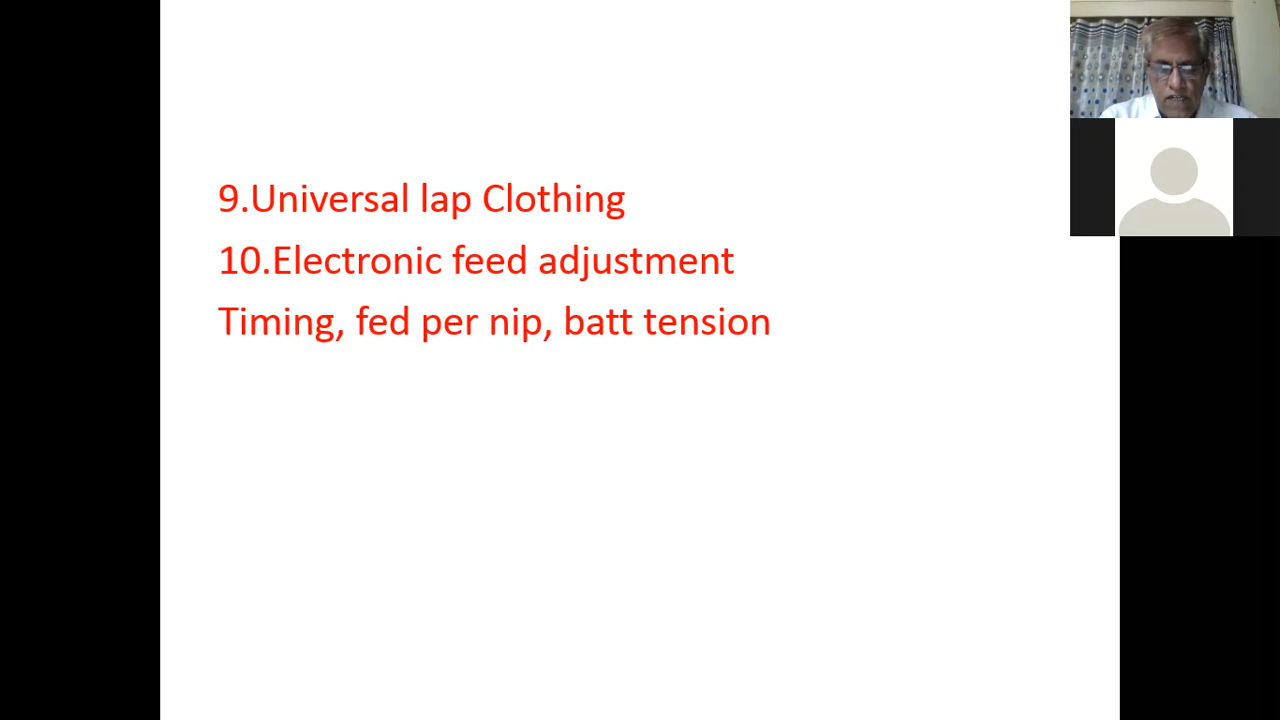 9.Universal lap Clothing
10.Electronic feed adjustment
Timing, fed per nip, batt tension